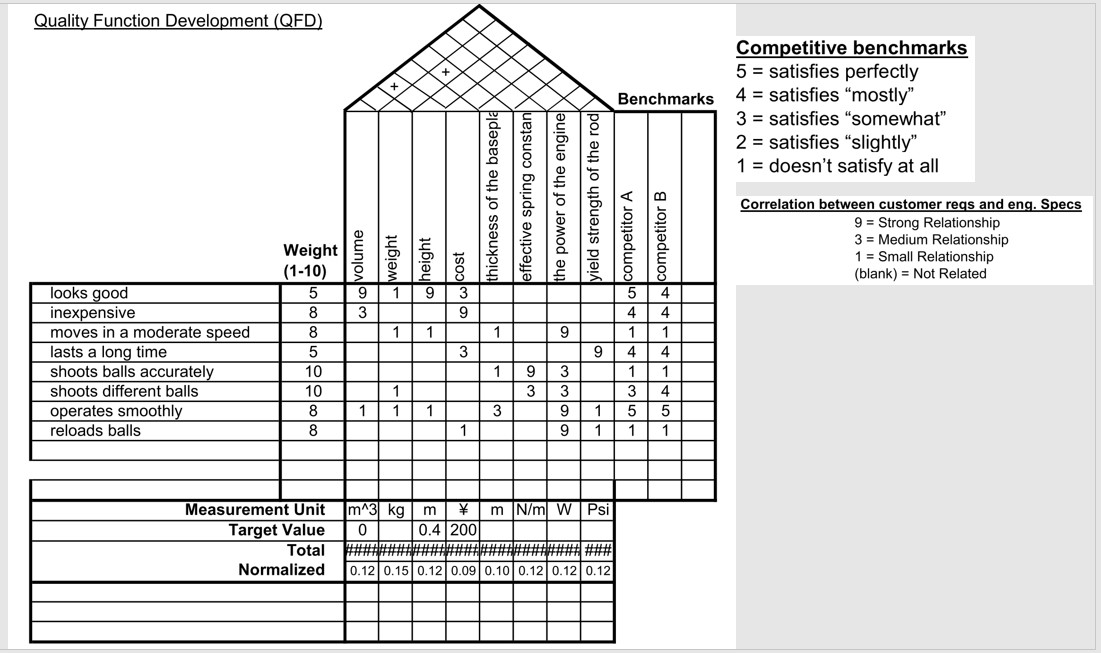 Quality Function Development (QFD)
+
+
Benchmarks
Competitive benchmarks
5 = satisfies perfectly
4 = satisfies “mostly”
3 = satisfies “somewhat”
2 = satisfies “slightly”
1 = doesn’t satisfy at all
Correlation between customer reqs and eng. Specs
9 = Strong Relationship
3 = Medium Relationship
1 = Small Relationship
(blank) = Not Related
Weight
(1-10)
volume
weight
height
cost
thickness of the basepla
effective spring constan
the power of the engine
yield strength of the rod
competitor A
competitor B
looks good 5 9 1 9 3 5 4
inexpensive 8 3 9 4 4
moves in a moderate speed 8 1 1 1 9 1 1
lasts a long time 5 3 9 4 4
shoots balls accurately 10 1 9 3 1 1
shoots different balls 10 1 3 3 3 4
operates smoothly 8 1 1 1 3 9 1 5 5
reloads balls 8 1 9 1 1 1
Measurement Unit m^3 kg m ¥ m N/m W Psi
Target Value 0 0.4 200
Total #### #### #### #### #### #### #### ###
Normalized 0.12 0.15 0.12 0.09 0.10 0.12 0.12 0.12